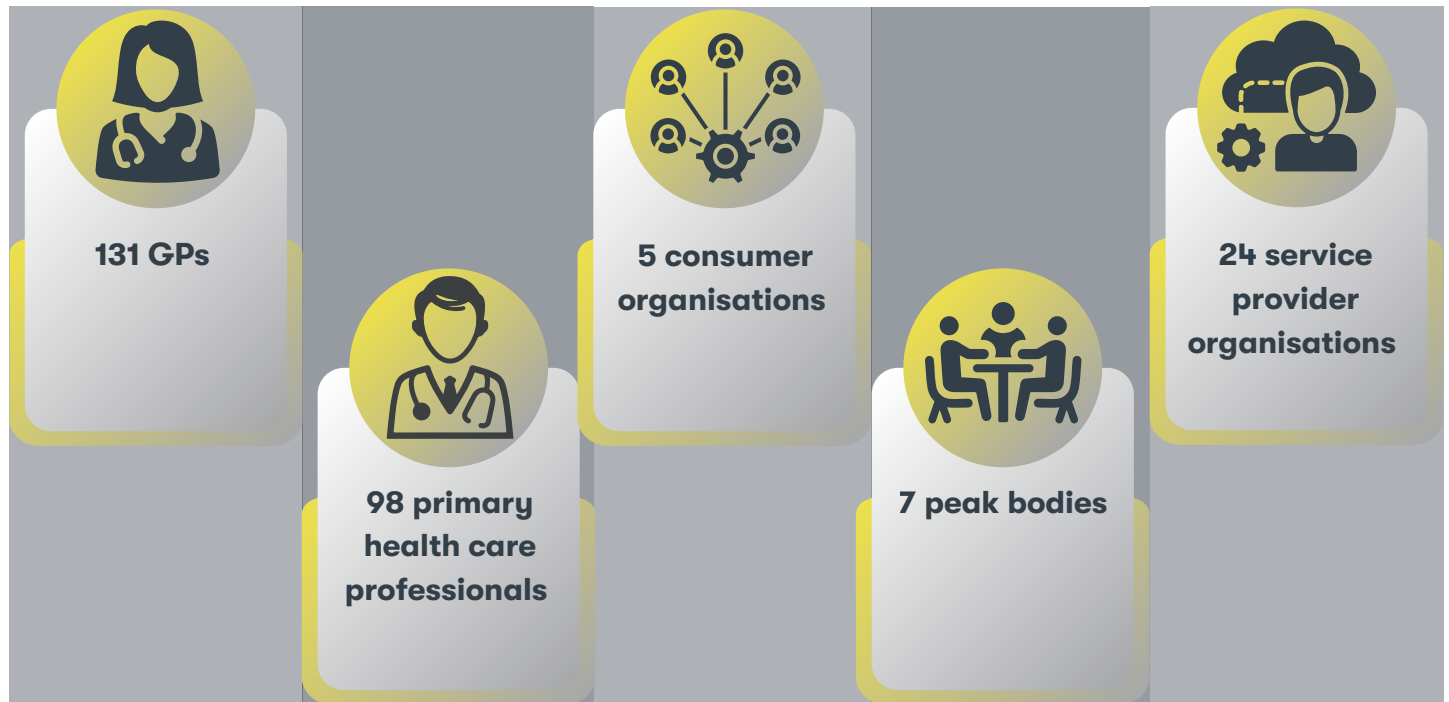 131 GPs
98 primary
health care
professionals
5 consumer
organisations
7 peak bodies
24 service
provider
organisations